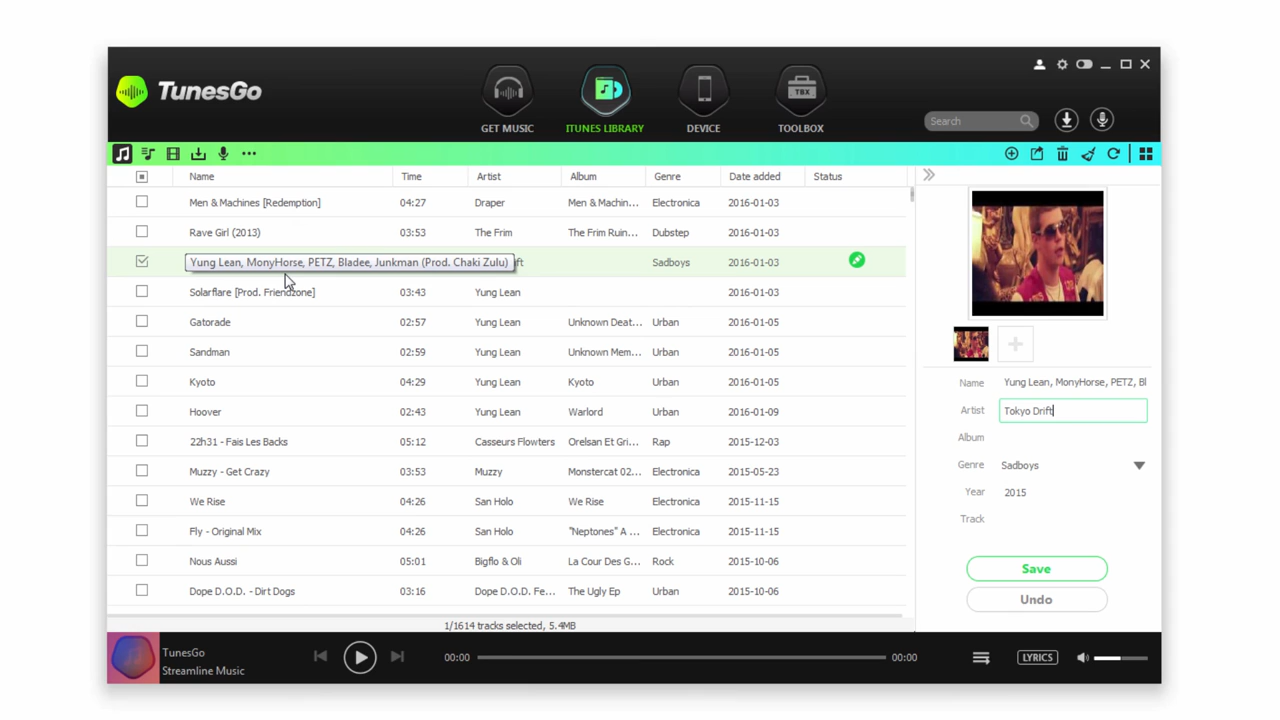 TunesGo
GET MUSIC
ITUNES LIBRARY
DEVICE
TBX
TOOLBOX
Search
Name Time Artist Album Genre Date added Status
Men & Machines [Redemption] 04:27 Draper Men & Machin... Electronica 2016-01-03
Rave Girl (2013) 03:53 The Frim The Frim Ruin... Dubstep 2016-01-03
Yung Lean, MonyHorse, PETZ, Bladee, Junkman (Prod. Chaki Zulu) ft Sadboys 2016-01-03
Solarflare [Prod. Friendzone] 03:43 Yung Lean 2016-01-03
Gatorade 02:57 Yung Lean Unknown Deat... Urban 2016-01-05
Sandman 02:59 Yung Lean Unknown Mem... Urban 2016-01-05
Kyoto 04:29 Yung Lean Kyoto Urban 2016-01-05
Hoover 02:43 Yung Lean Warlord Urban 2016-01-09
22h31 - Fais Les Backs 05:12 Casseurs Flowters Orelsan Et Gri... Rap 2015-12-03
Muzzy - Get Crazy 03:53 Muzzy Monstercat 02... Electronica 2015-05-23
We Rise 04:26 San Holo We Rise Electronica 2015-11-15
Fly - Original Mix 04:26 San Holo "Neptones" A ... Electronica 2015-11-15
Nous Aussi 05:01 Bigflo & Oli La Cour Des G... Rock 2015-10-06
Dope D.O.D. - Dirt Dogs 03:16 Dope D.O.D. Fe... The Ugly Ep Urban 2015-10-06
1/1614 tracks selected, 5.4MB
Name Yung Lean, MonyHorse, PETZ, Bl
Artist Tokyo Drift
Album
Genre Sadboys
Year 2015
Track
Save
Undo
TunesGo
Streamline Music
00:00
00:00
LYRICS